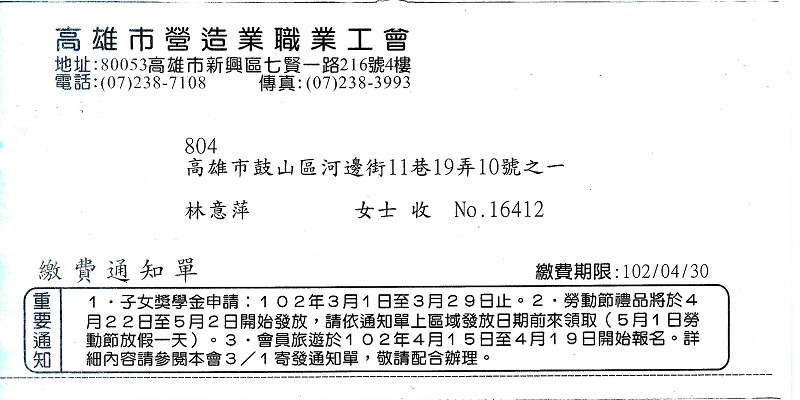 高雄市營造業職業工會
地址:80053高雄市新興區七賢一路216號4樓
電話:(07)238-7108 傳真:(07)238-3993
804
高雄市鼓山區河邊街11巷19弄10號之一
林意萍 女士 收 No.16412
繳費通知單 繳費期限:102/04/30
重要通知
1．子女獎學金申請：102年3月1日至3月29日止。2．勞動節禮品將於4
月22日至5月2日開始發放，請依通知單上區域發放日期前來領取（5月1日勞
動節放假一天）。3．會員旅遊於102年4月15日至4月19日開始報名。詳
細內容請參閱本會3／1寄發通知單，敬請配合辦理。